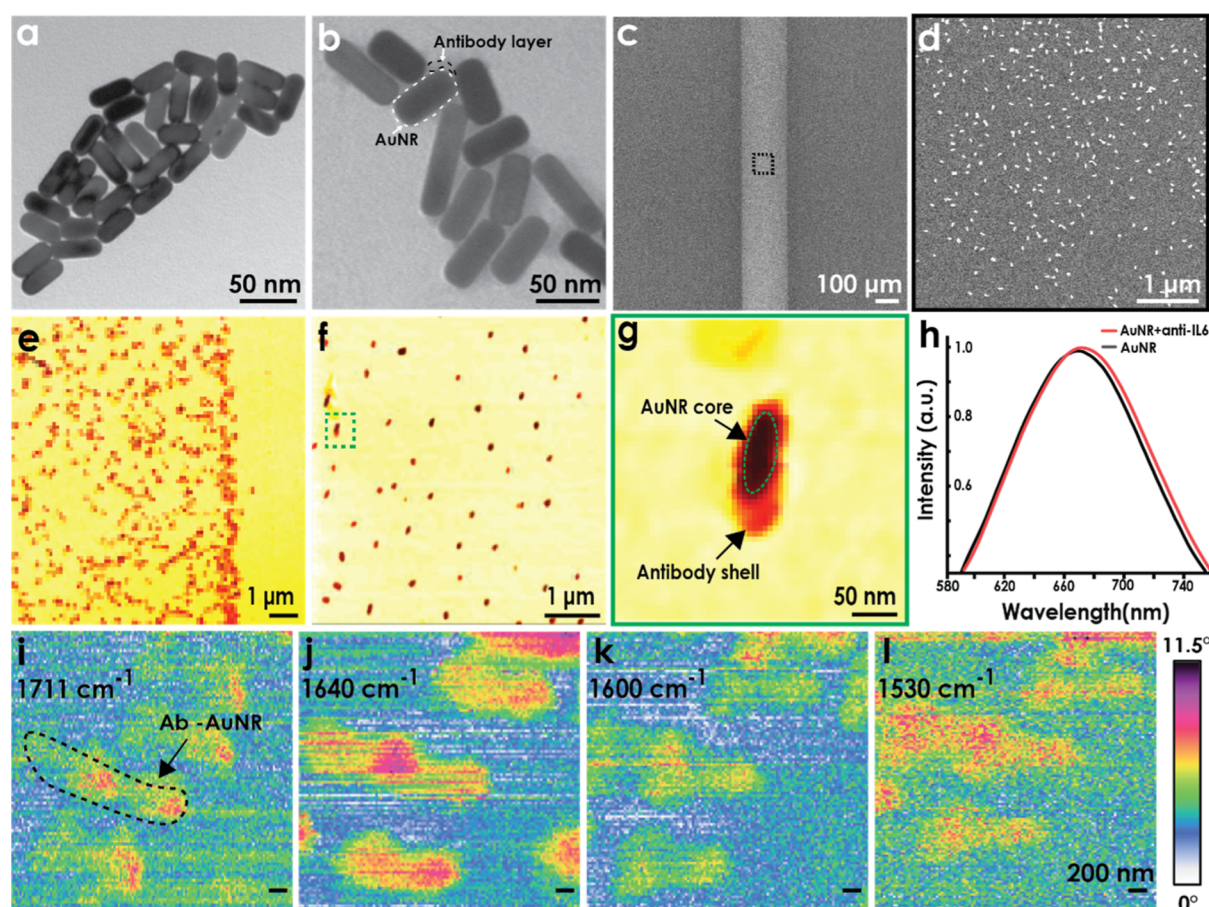 a
b
Antibody layer
AuNR
50 nm
50 nm
c
100 µm
d
1 µm
e
1 µm
f
1 µm
g
AuNR core
Antibody shell
50 nm
h
AuNR+anti-IL6
AuNR
Intensity (a.u.)
1.0
0.8
0.6
580
620
660
700
740
Wavelength(nm)
i
1711 cm-1
Ab -AuNR
j
1640 cm-1
k
1600 cm-1
l
1530 cm-1
200 nm
11.5°
0°